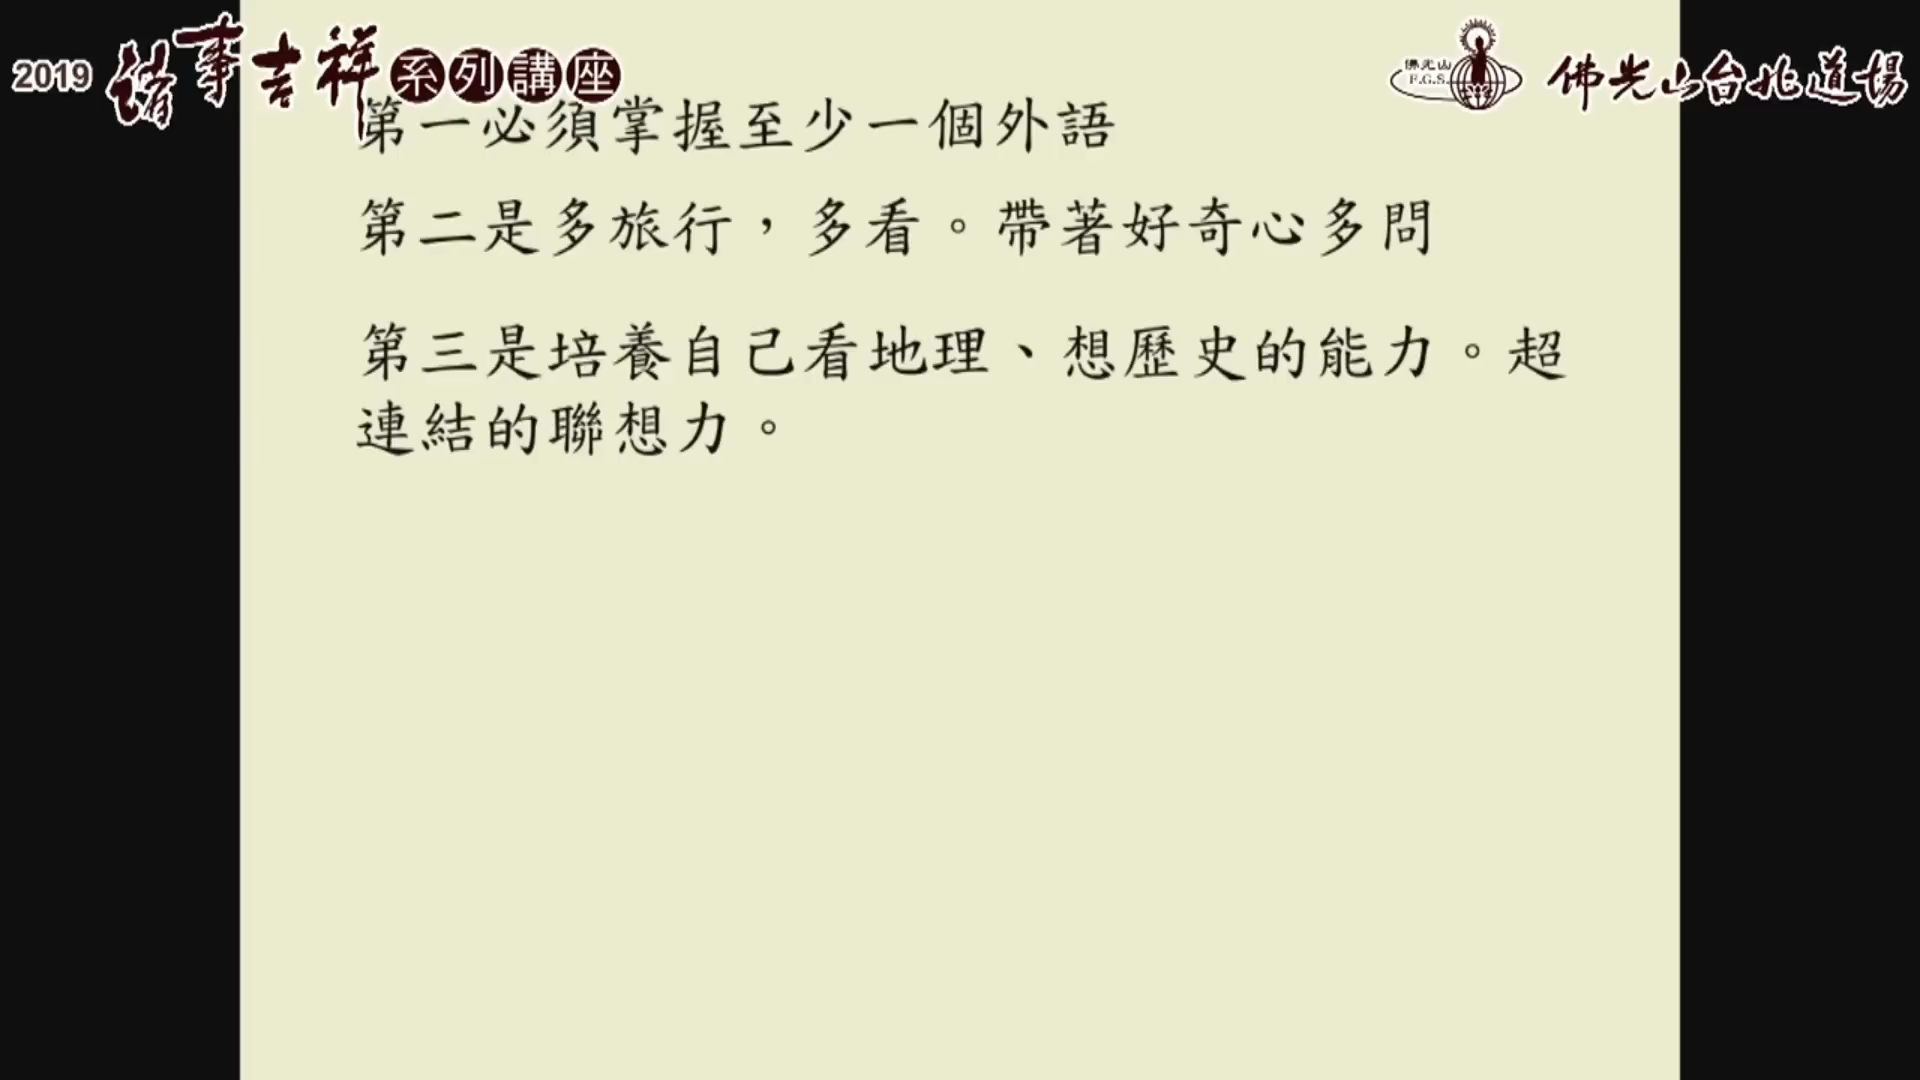 2019 諸事吉祥系列講座
佛光山
F.G.S.
佛光山台北道場
第一必須掌握至少一個外語
第二是多旅行，多看。帶著好奇心多問
第三是培養自己看地理、想歷史的能力。超
連結的聯想力。